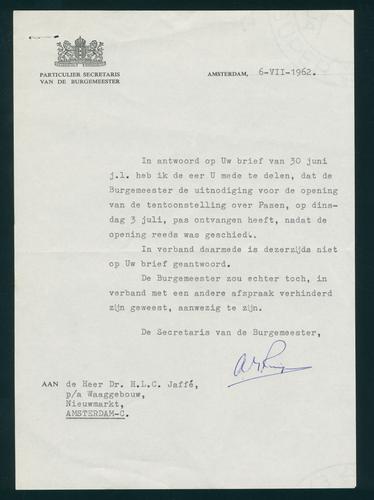 PARTICULIER SECRETARIS
VAN DE BURGEMEESTER
AMSTERDAM, 6-VII-1962.
In antwoord op Uw brief van 30 juni
j.l. heb ik de eer U mede te delen, dat de
Burgemeester de uitnodiging voor de opening
van de tentoonstelling over Pasen, op dins-
dag 3 juli, pas ontvangen heeft, nadat de
opening reeds was geschied.
In verband daarmede is dezerzijds niet
op Uw brief geantwoord.
De Burgemeester zou echter toch, in
verband met een andere afspraak verhinderd
zijn geweest, aanwezig te zijn.
De Secretaris van de Burgemeester,
AAN de Heer Dr. H.L.C. Jaffé,
p/a Waaggebouw,
Nieuwmarkt,
AMSTERDAM-C.